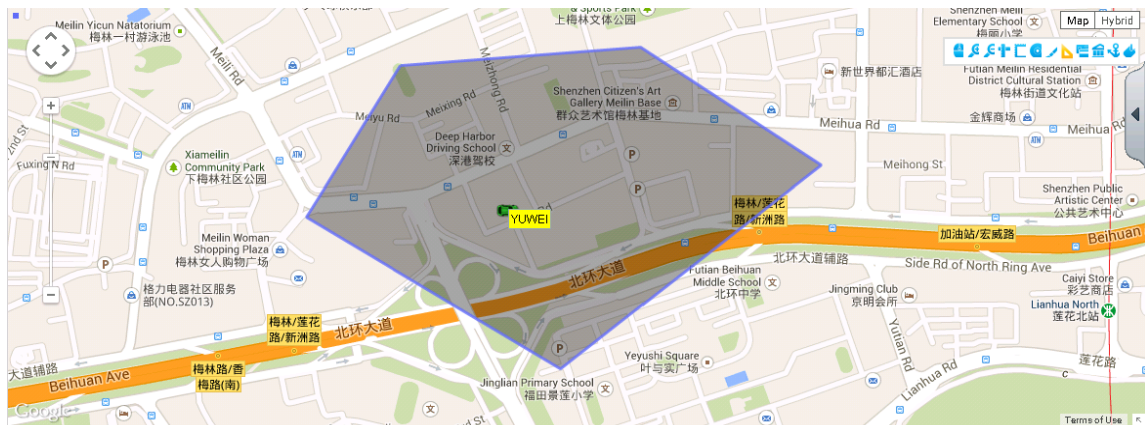 Meilin Yicun Natatorium
梅林一村游泳池
& Sports Park
上梅林文体公园
Shenzhen Meili
Elementary School
梅丽小学
Map
Hybrid
Meili Rd
Meizhong Rd
Meixing Rd
Meiyu Rd
ATM
Shenzhen Citizen's Art
Gallery Meilin Base
群众艺术馆梅林基地
新世界都汇酒店
Futian Meilin Residential
District Cultural Station
梅林街道文化站
金辉商场
Meihua Rd
Meihua Rd
ATM
ATM
2nd St
Fuxing N Rd
Xiameilin
Community Park
下梅林社区公园
Deep Harbor
Driving School
深港驾校
P
P
Meihong St
Shenzhen Public
Artistic Center
公共艺术中心
YUWEI
梅林/莲花
路/新洲路
加油站/宏威路
Beihuan
Meilin Woman
Shopping Plaza
梅林女人购物广场
P
格力电器社区服务
部(NO.SZ013)
北环大道
Futian Beihuan
Middle School
北环中学
北环大道辅路
Side Rd of North Ring Ave
Jingming Club
京明会所
Caiyi Store
彩艺商店
Lianhua North
莲花北站
梅林/莲花
路/新洲路
北环大道
Yutian Rd
P
Yeyushi Square
叶与实广场
莲花路
大道辅路
Beihuan Ave
梅林路/香
梅路(南)
Jinglian Primary School
福田景莲小学
P
Lianhua Rd
c
Google
Terms of Use